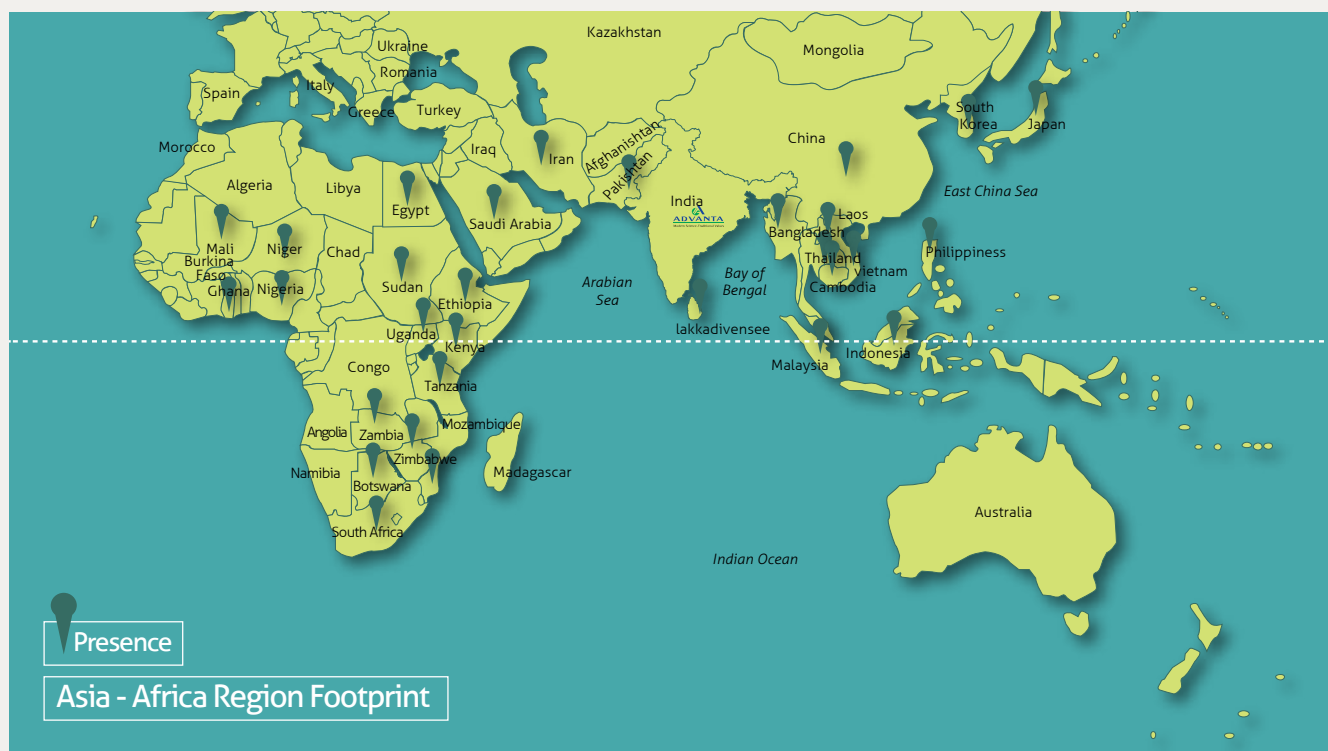 Kazakhstan
Mongolia
Ukraine
Romania
Italy
Spain
Greece
Turkey
South
Korea
Japan
China
Morocco
Iraq
Iran
Afghanishtan
Pakishtan
Algeria
Libya
Egypt
Saudi Arabia
India
ADVANTA
East China Sea
Laos
Bangladesh
Mali
Niger
Chad
Burkina
Faso
Ghana
Nigeria
Sudan
Ethiopia
Arabian
Sea
Bay of
Bengal
Thailand
Vietnam
Cambodia
Philippiness
lakkadivensee
Uganda
Kenya
Malaysia
Indonesia
Congo
Tanzania
Angolia
Zambia
Mozambique
Zimbabwe
Namibia
Botswana
Madagascar
South Africa
Australia
Indian Ocean
Presence
Asia - Africa Region Footprint